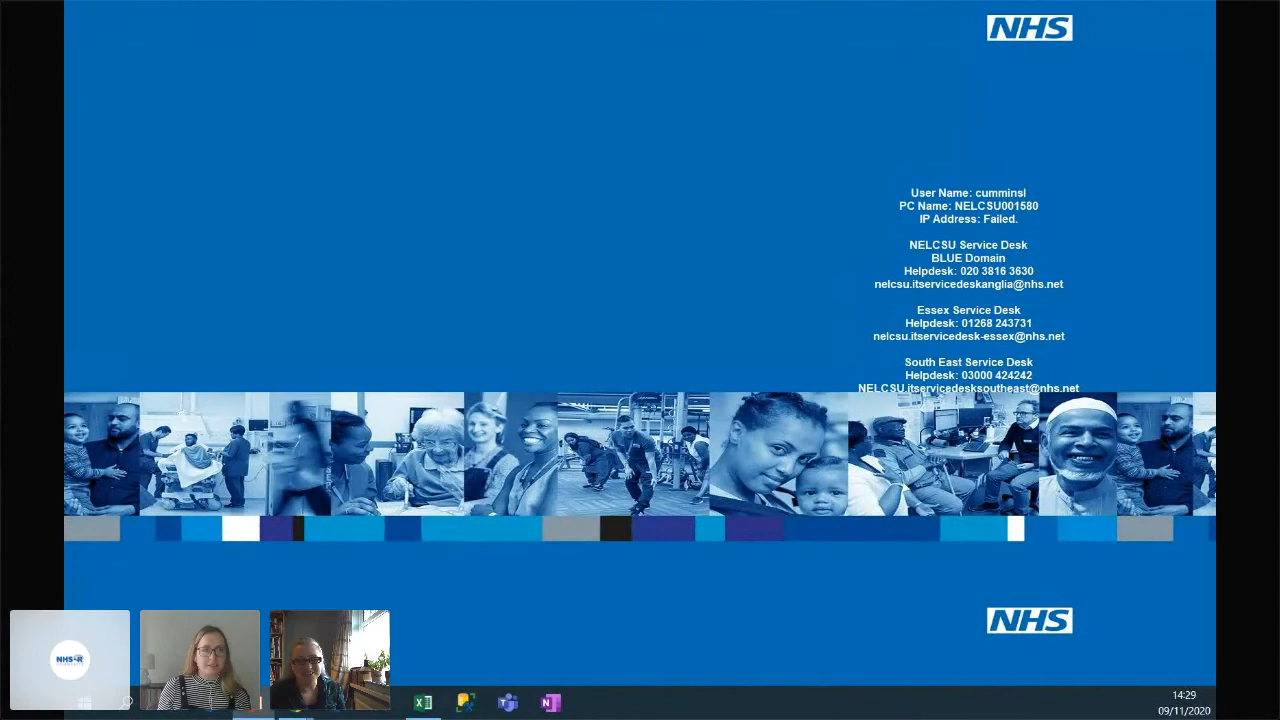 NHS
User Name: cumminsl
PC Name: NELCSU001580
IP Address: Failed.
NELCSU Service Desk
BLUE Domain
Helpdesk: 020 3816 3630
nelcsu.itservicedeskanglia@nhs.net
Essex Service Desk
Helpdesk: 01268 243731
nelcsu.itservicedesk-essex@nhs.net
South East Service Desk
Helpdesk: 03000 424242
NELCSU.itservicedesksoutheast@nhs.net
NHS
NHS-R
14:29
09/11/2020